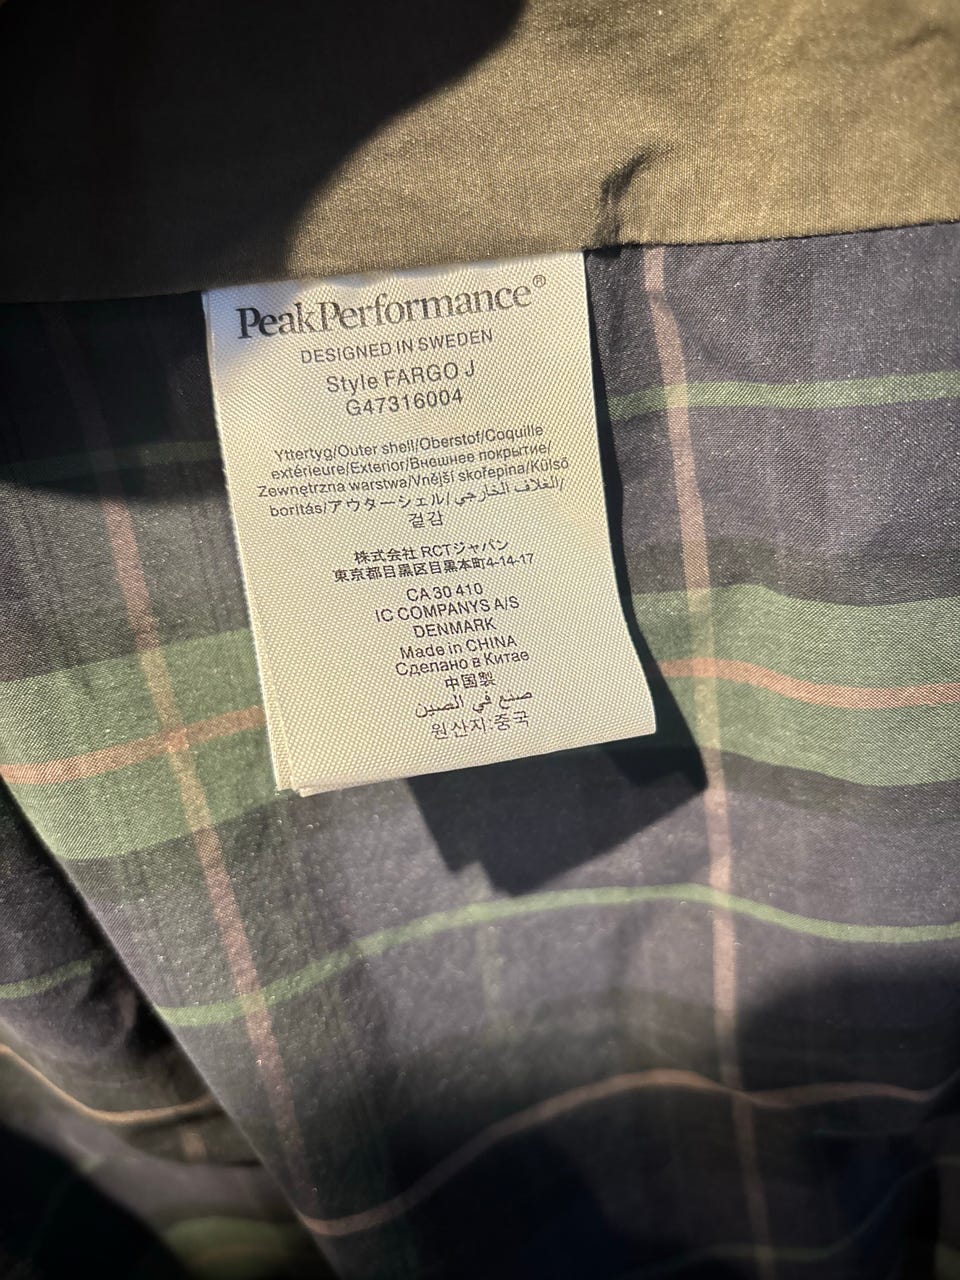 PeakPerformance®
DESIGNED IN SWEDEN
Style FARGO J
G47316004
Yttertyg/Outer shell/Oberstof/Coquille
extérieure/Exterior/Внешнее покрытие/
Zewnętrzna warstwa/Vnější skořepina/Külső
borítás/アウターシェル/الغلاف الخارجي/
겉감
株式会社 RCTジャパン
東京都目黒区目黒本町4-14-17
CA 30 410
IC COMPANYS A/S
DENMARK
Made in CHINA
Сделано в Китае
中国製
صنع في الصين
원산지:중국